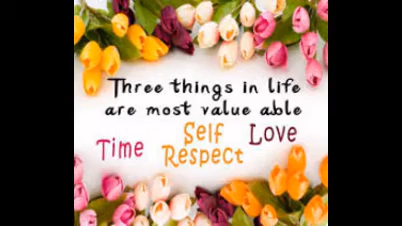 Three things in life
are most value able
Time Self Love
Respect